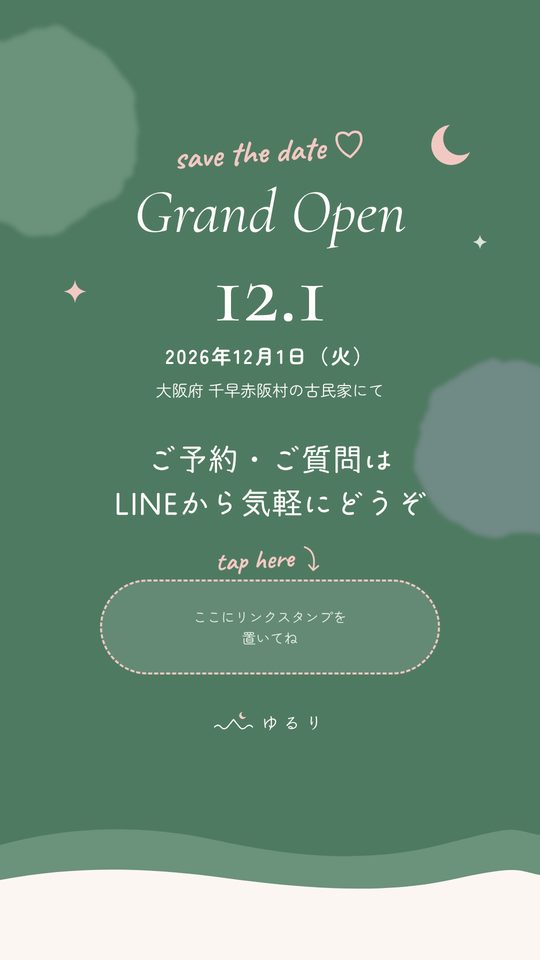 save the date
Grand Open
12.1
2026年12月1日（火）
大阪府 千早赤阪村の古民家にて
ご予約・ご質問は
LINEから気軽にどうぞ
tap here
ここにリンクスタンプを
置いてね
ゆるり